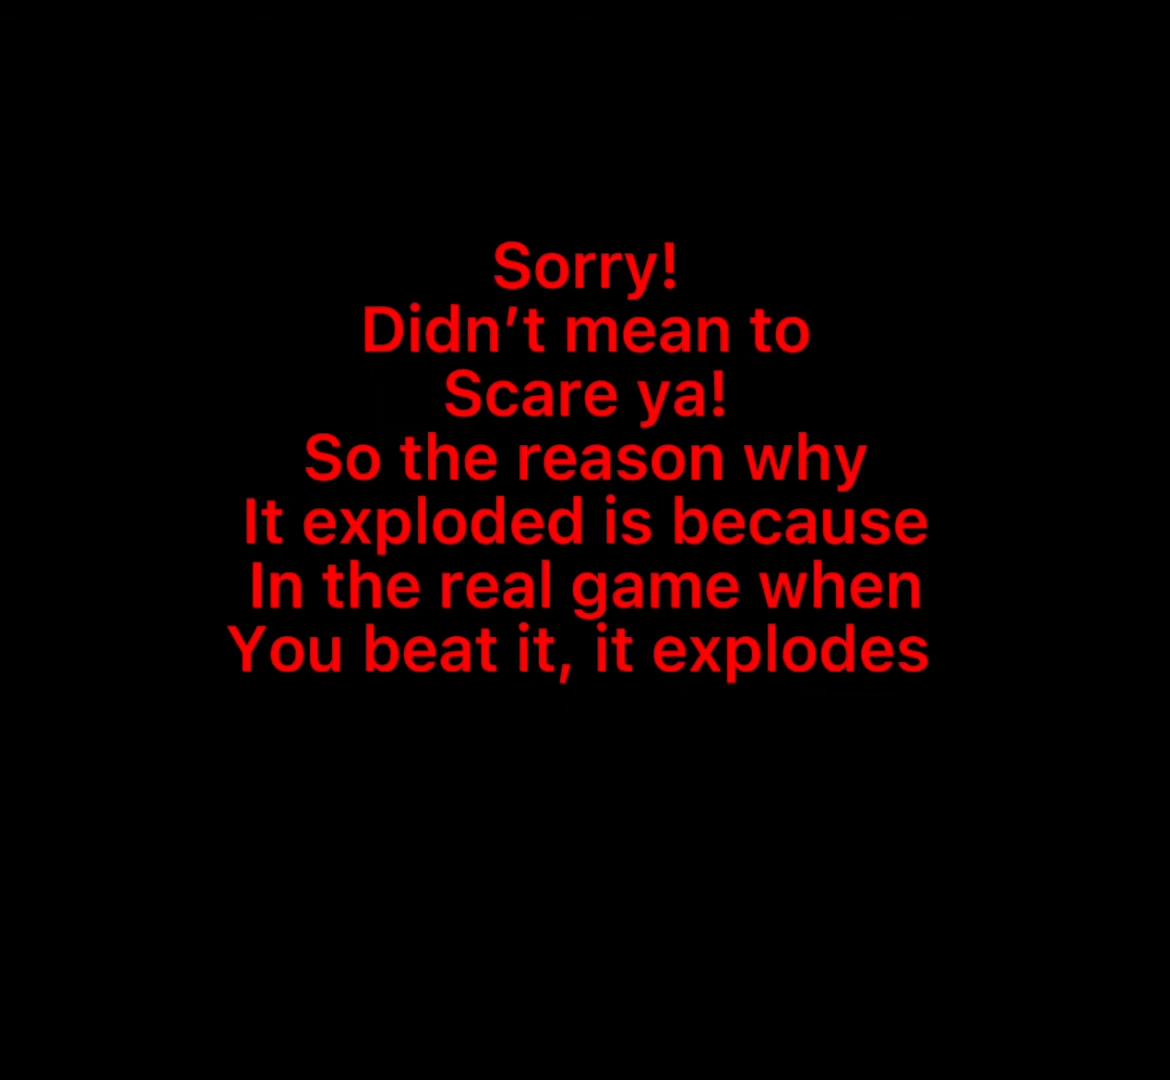 Sorry!
Didn’t mean to
Scare ya!
So the reason why
It exploded is because
In the real game when
You beat it, it explodes